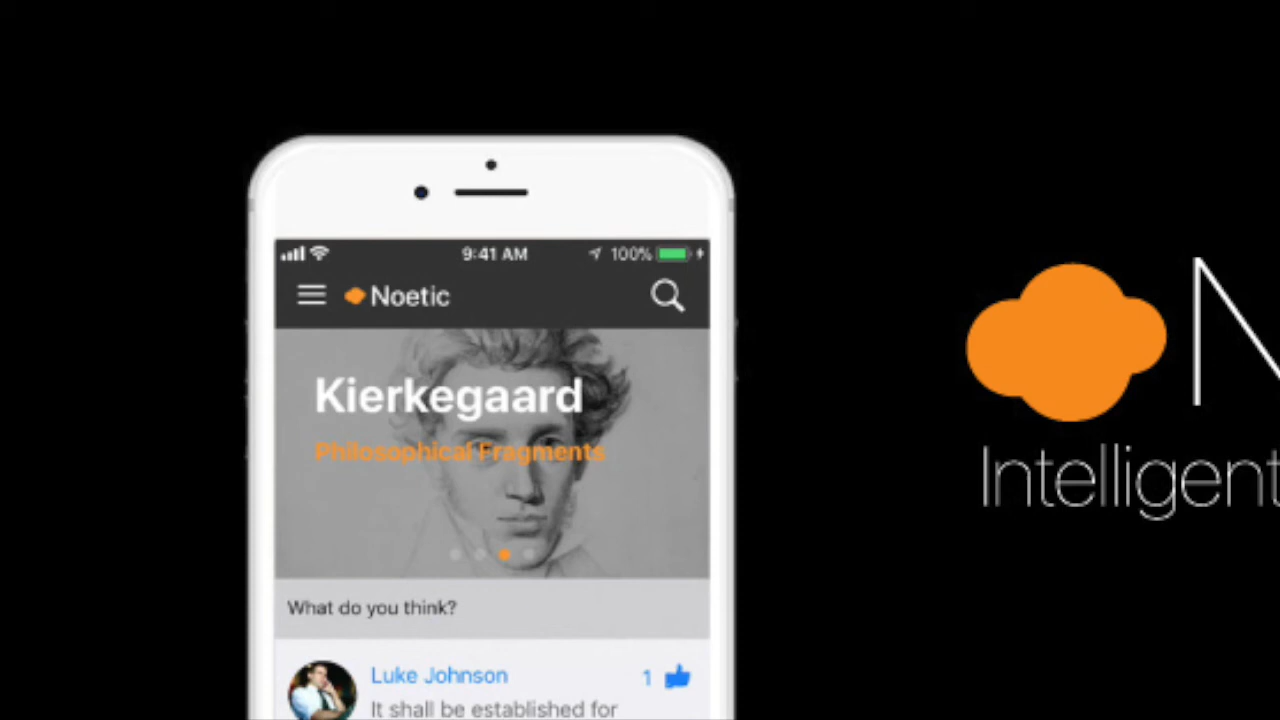 9:41 AM 100%
Noetic
Kierkegaard
Philosophical Fragments
What do you think?
Luke Johnson 1
It shall be established for
N
Intelligent